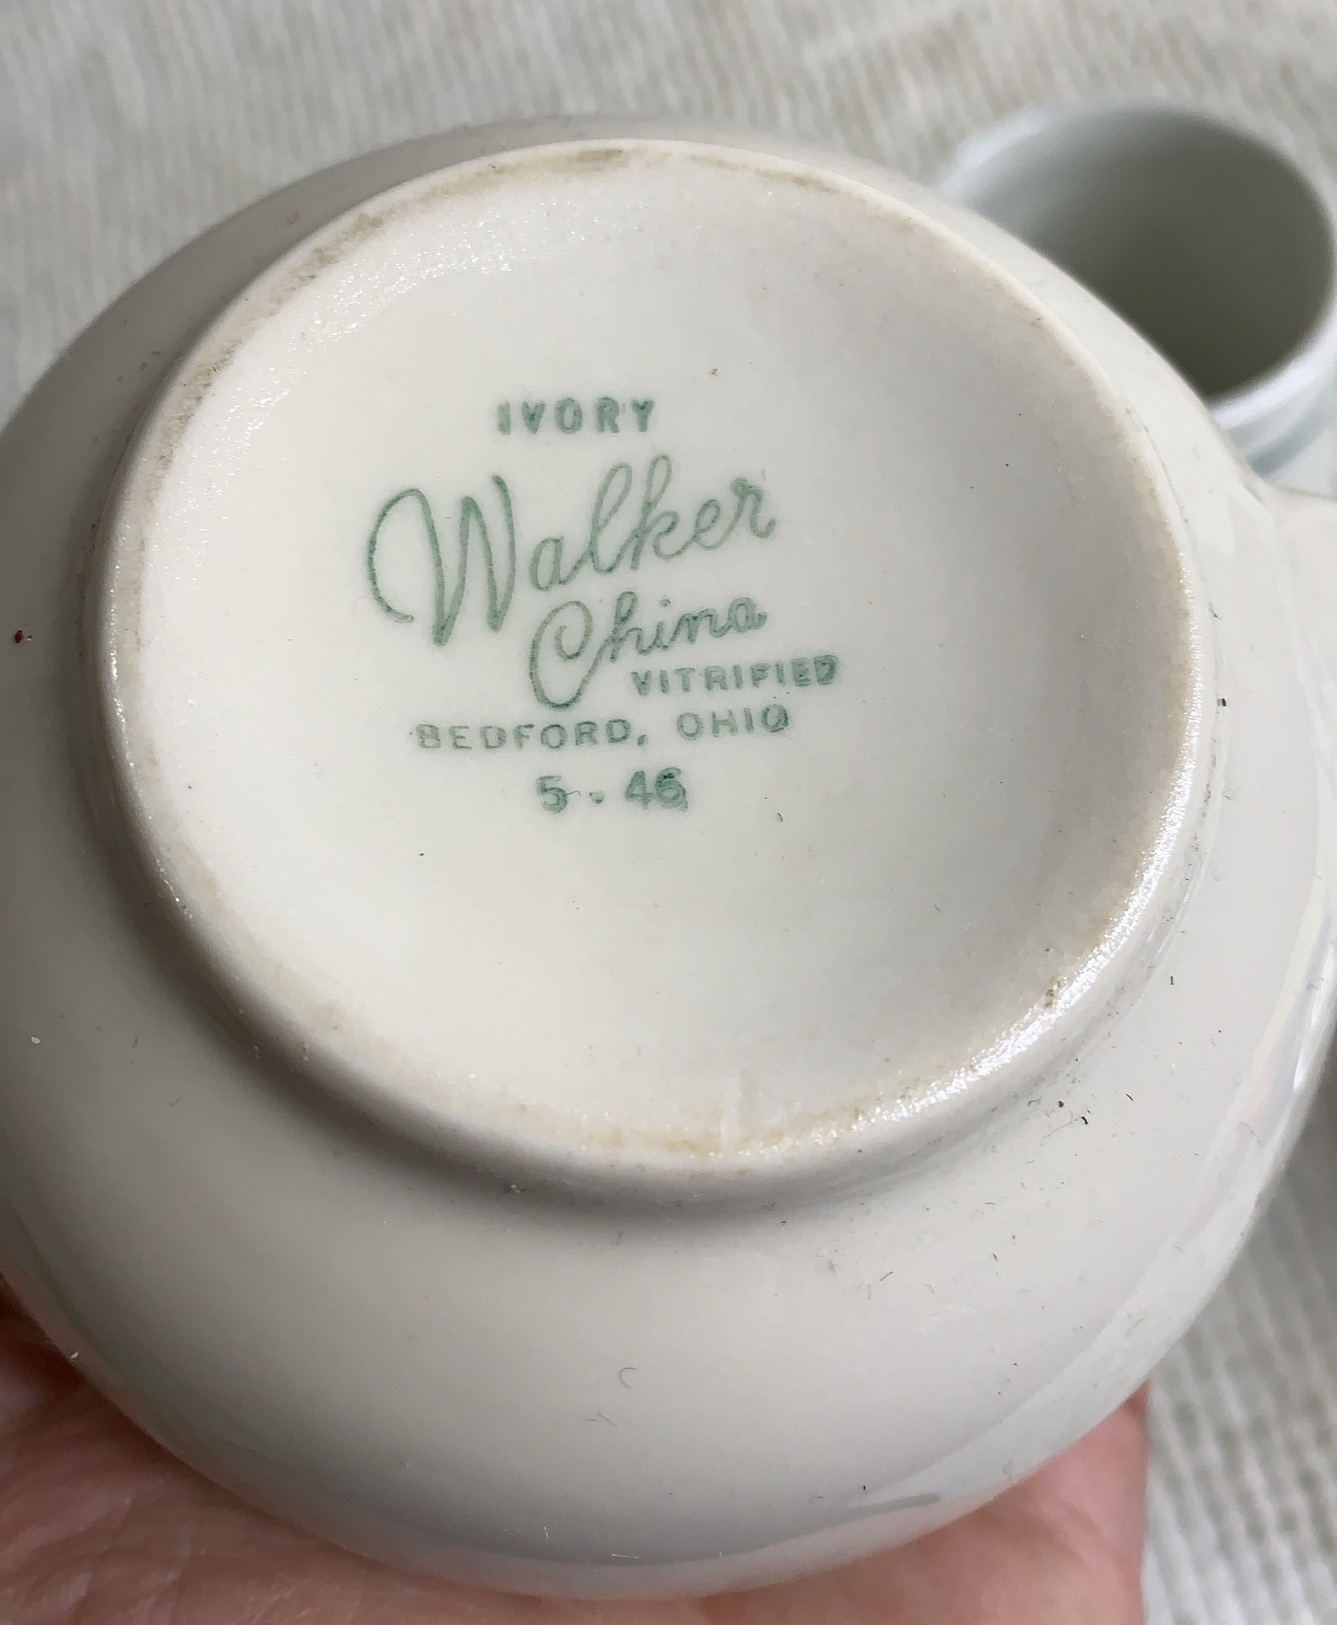 IVORY
Walker
China
VITRIFIED
BEDFORD, OHIO
5-46